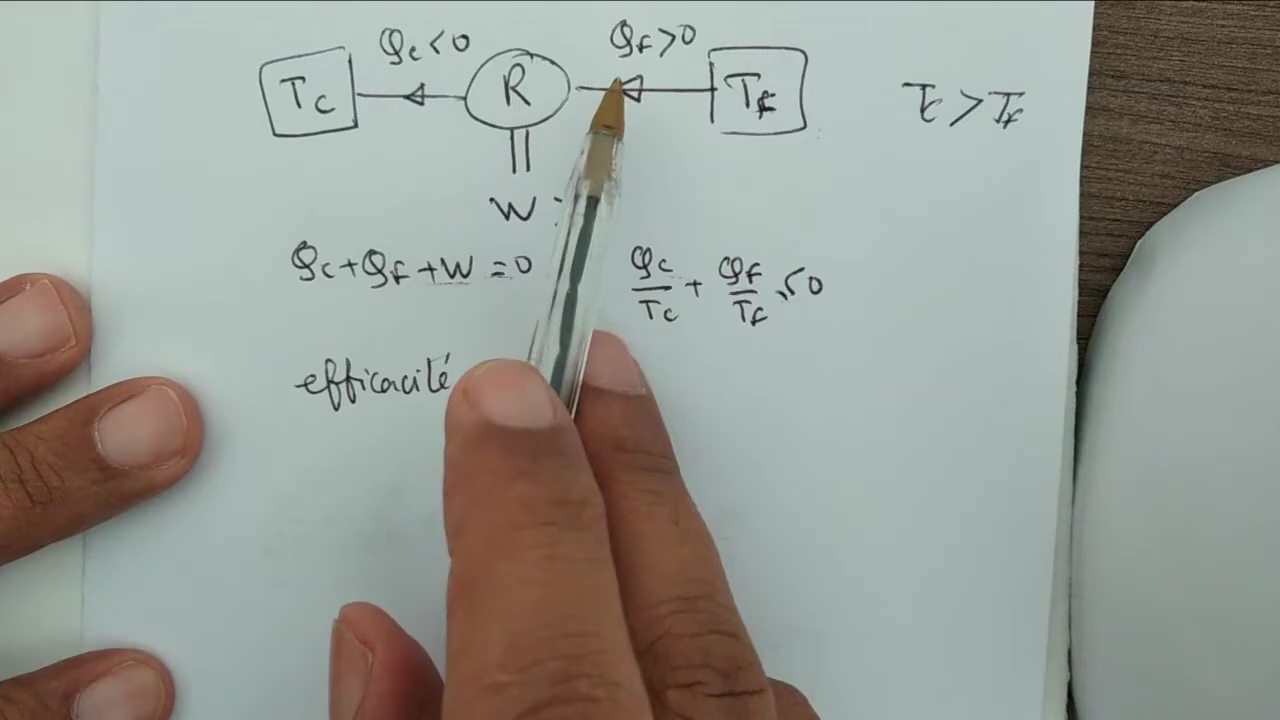 Qc<0 Qf>0
Tc R Tf Tc > Tf
W :
Qc+Qf+W=0 Qc/Tc + Qf/Tf ≤0
efficacité